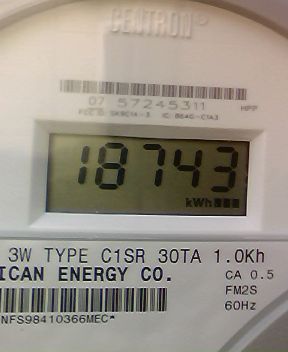 CENTRON®
07 57245311 HPP
18743
kWh
3W TYPE C1SR 30TA 1.0Kh
ICAN ENERGY CO.
CA 0.5
FM2S
60Hz
NFS98410366MEC*